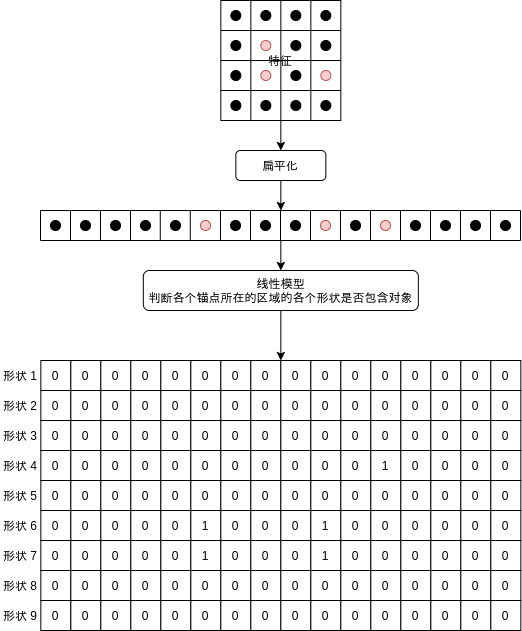 特征
扁平化
线性模型
判断各个锚点所在的区域的各个形状是否包含对象
形状 1 0 0 0 0 0 0 0 0 0 0 0 0 0 0 0 0
形状 2 0 0 0 0 0 0 0 0 0 0 0 0 0 0 0 0
形状 3 0 0 0 0 0 0 0 0 0 0 0 0 0 0 0 0
形状 4 0 0 0 0 0 0 0 0 0 0 0 1 0 0 0 0
形状 5 0 0 0 0 0 0 0 0 0 0 0 0 0 0 0 0
形状 6 0 0 0 0 0 1 0 0 0 1 0 0 0 0 0 0
形状 7 0 0 0 0 0 1 0 0 0 1 0 0 0 0 0 0
形状 8 0 0 0 0 0 0 0 0 0 0 0 0 0 0 0 0
形状 9 0 0 0 0 0 0 0 0 0 0 0 0 0 0 0 0